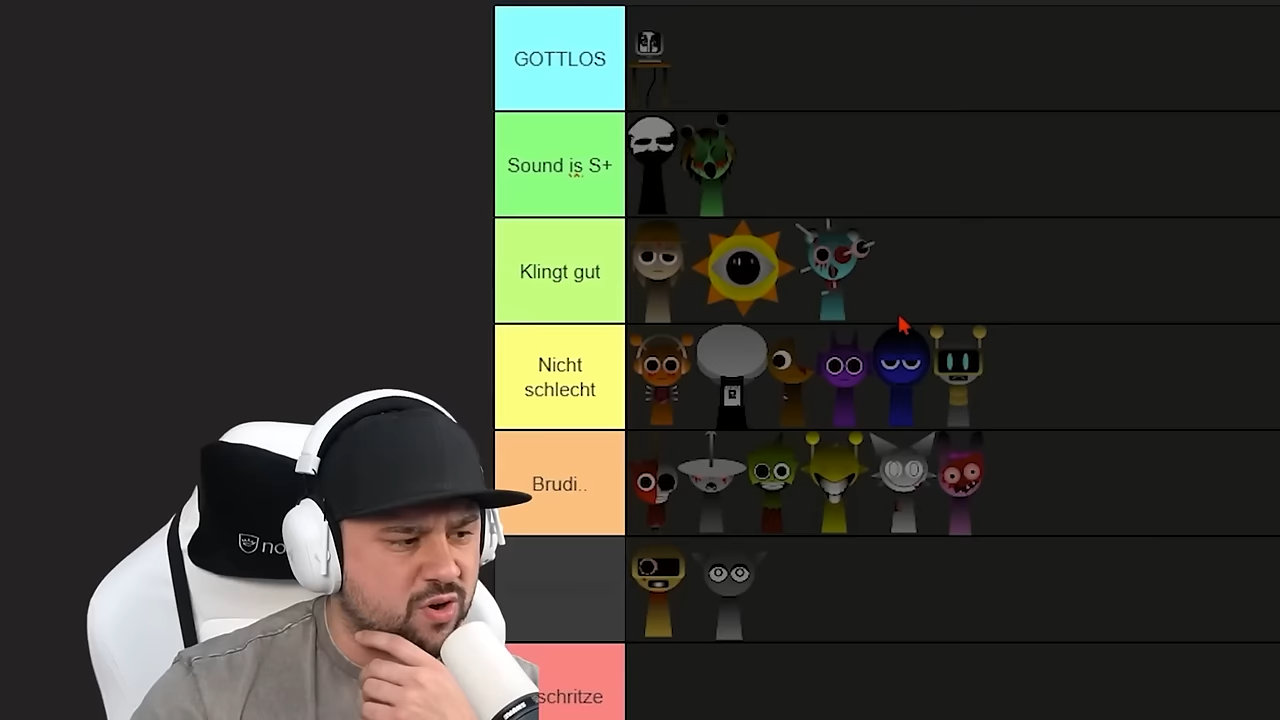 GOTTLOS
Sound is S+
Klingt gut
Nicht
schlecht
Brudi..
schritze